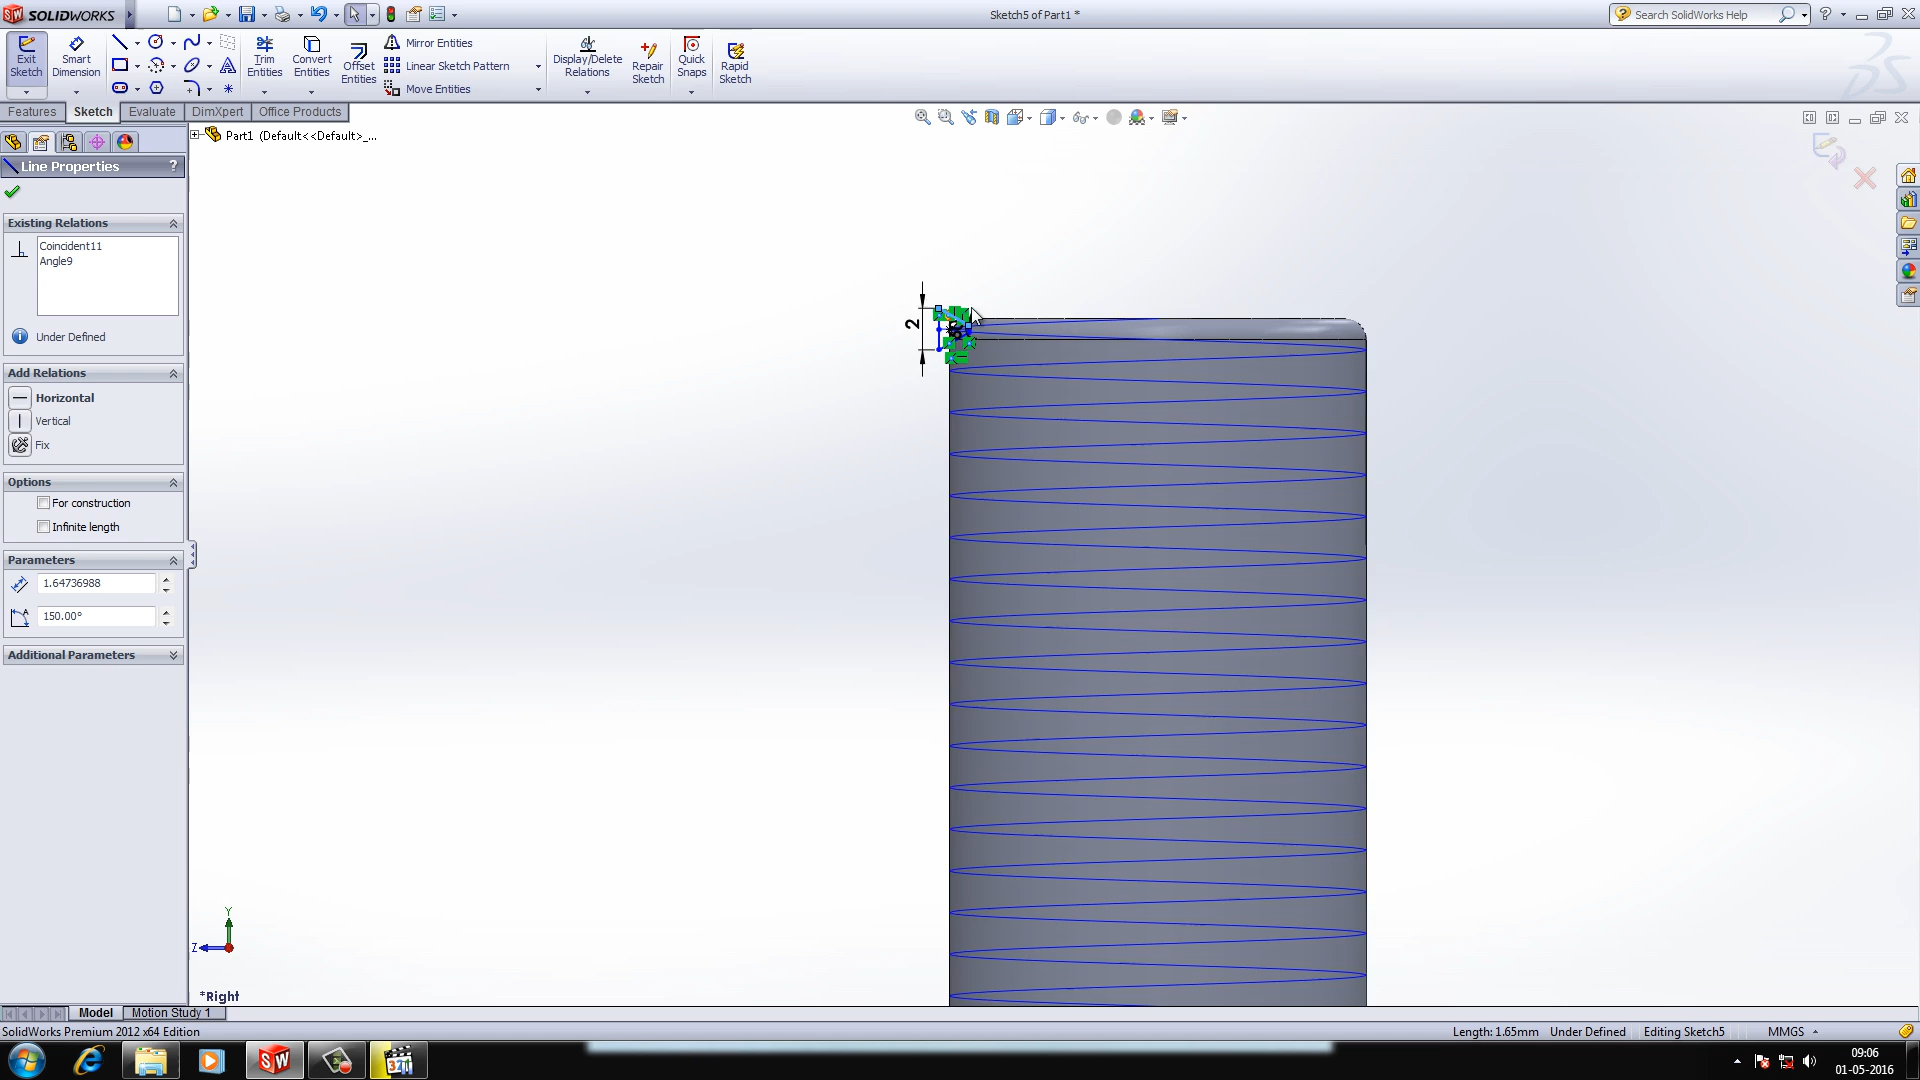 SOLIDWORKS
Sketch5 of Part1 *
Search SolidWorks Help
Exit Sketch
Smart Dimension
Trim Entities
Convert Entities
Offset Entities
Mirror Entities
Linear Sketch Pattern
Move Entities
Display/Delete Relations
Repair Sketch
Quick Snaps
Rapid Sketch
Features
Sketch
Evaluate
DimXpert
Office Products
Part1 (Default<<Default>_...
Line Properties
?
Existing Relations
Coincident11
Angle9
Under Defined
Add Relations
Horizontal
Vertical
Fix
Options
For construction
Infinite length
Parameters
1.64736988
150.00°
Additional Parameters
2
Y
Z
*Right
Model
Motion Study 1
SolidWorks Premium 2012 x64 Edition
Length: 1.65mm
Under Defined
Editing Sketch5
MMGS
09:06
01-05-2016